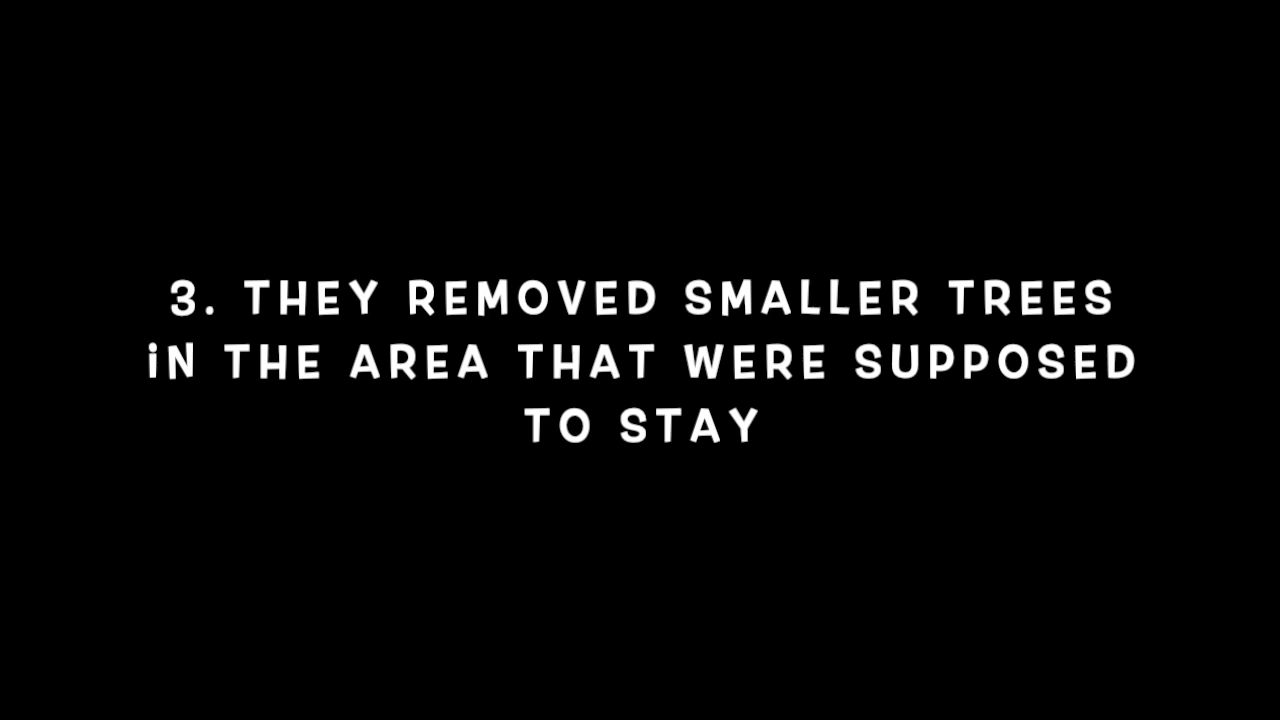 3. THEY REMOVED SMALLER TREES
iN THE AREA THAT WERE SUPPOSED
TO STAY